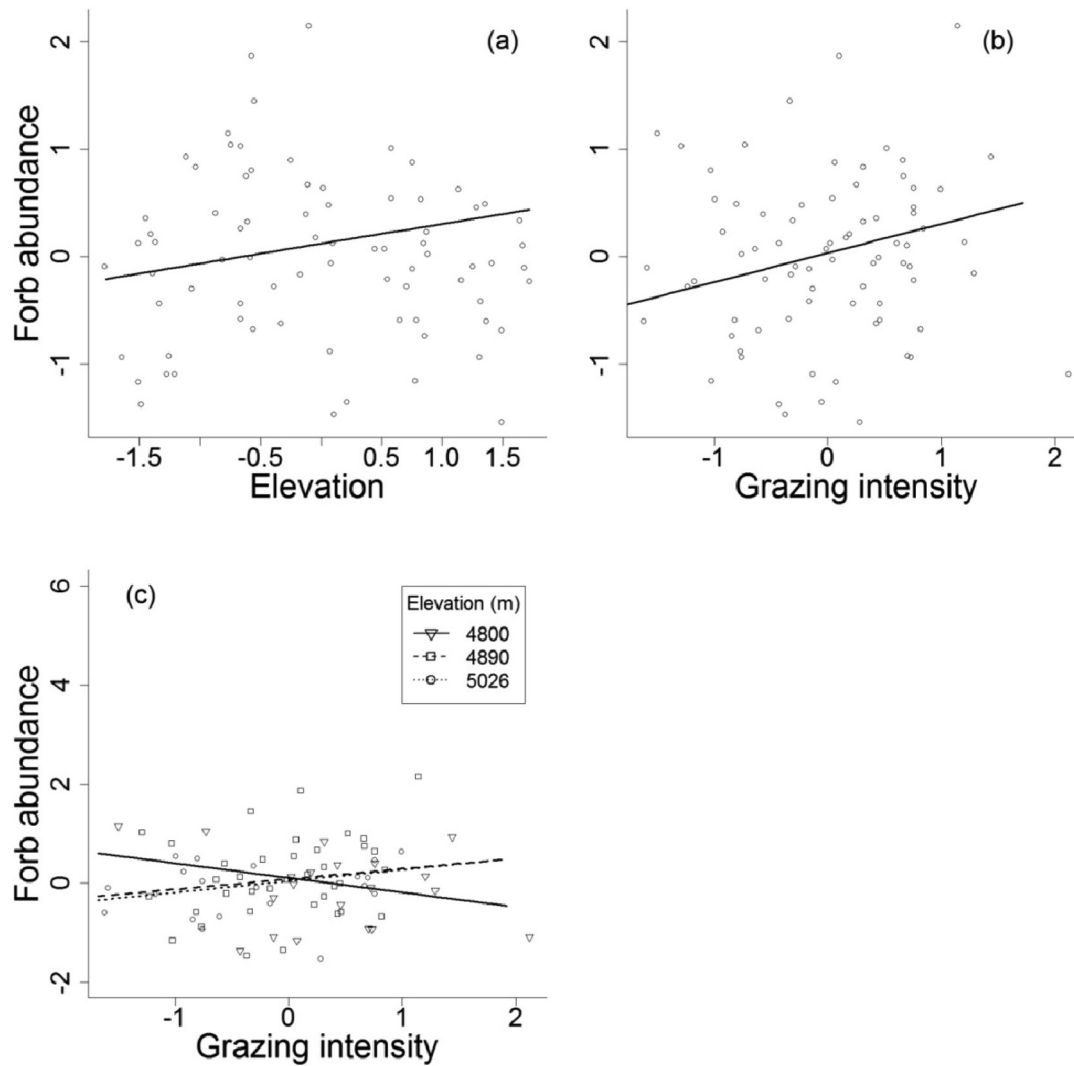 (a)
Forb abundance
2
1
0
-1
-1.5 -0.5 0.5 1.0 1.5
Elevation
(b)
2
1
0
-1
-1 0 1 2
Grazing intensity
(c)
Forb abundance
6
4
2
0
-2
Elevation (m)
4800
4890
5026
-1 0 1 2
Grazing intensity